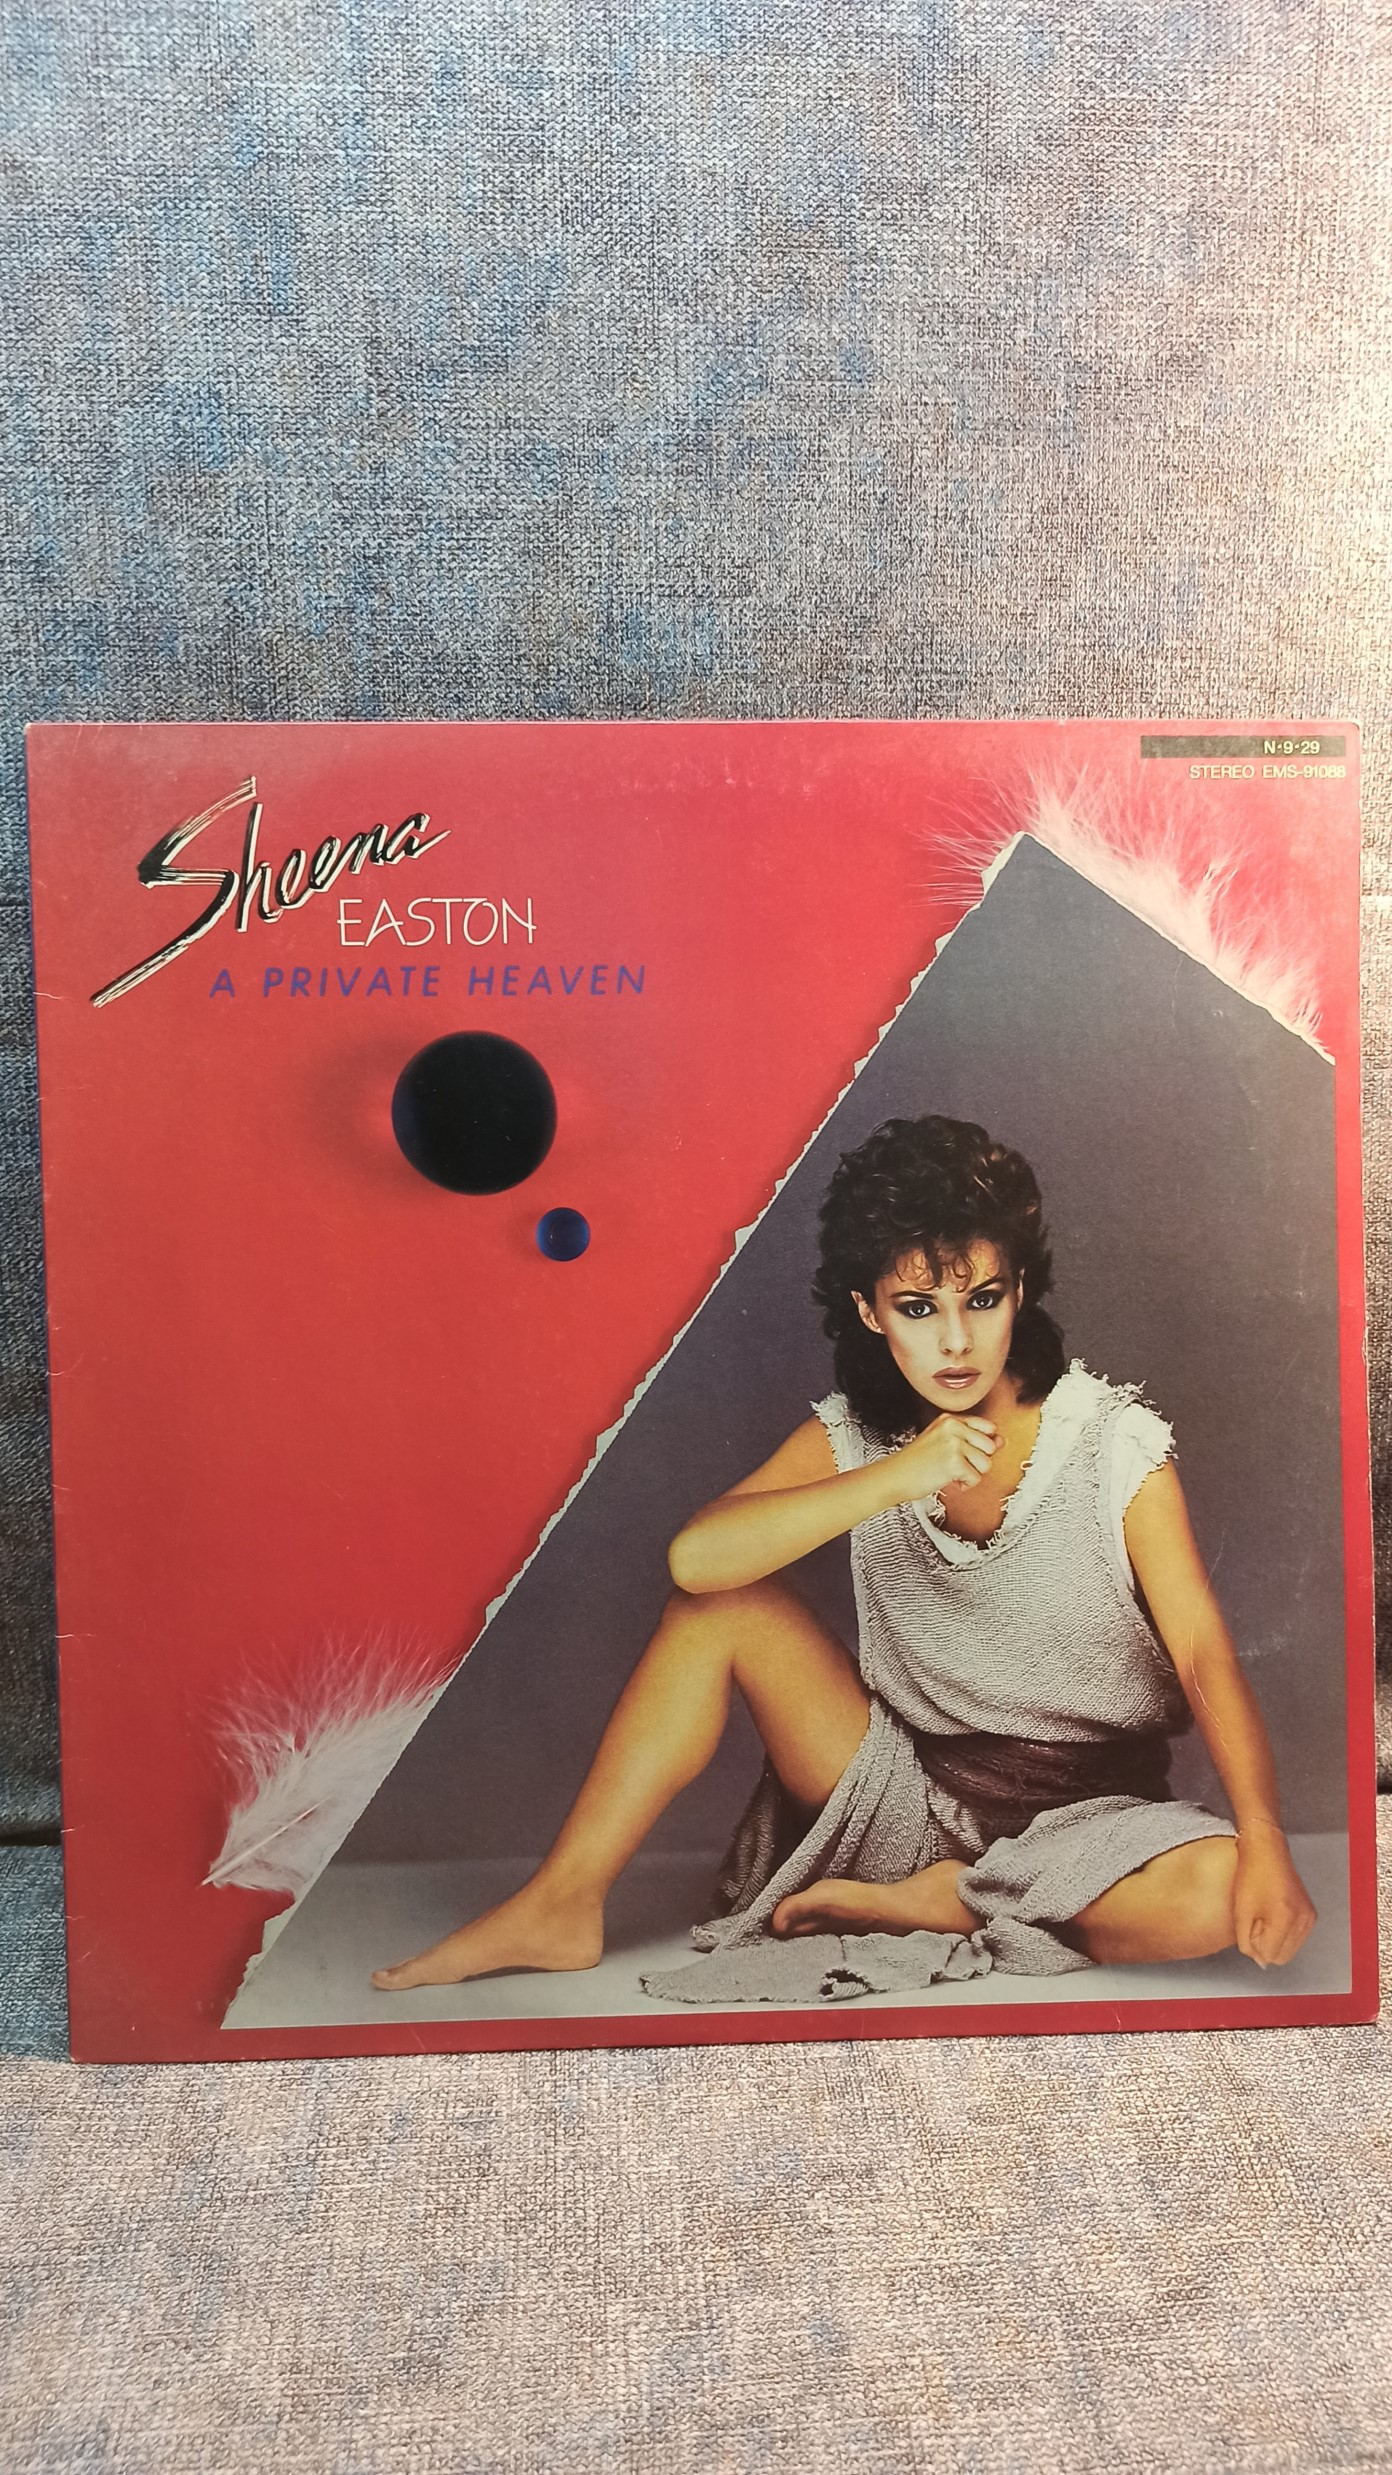 Sheena
EASTON
A PRIVATE HEAVEN
N·9·29
STEREO EMS-91088